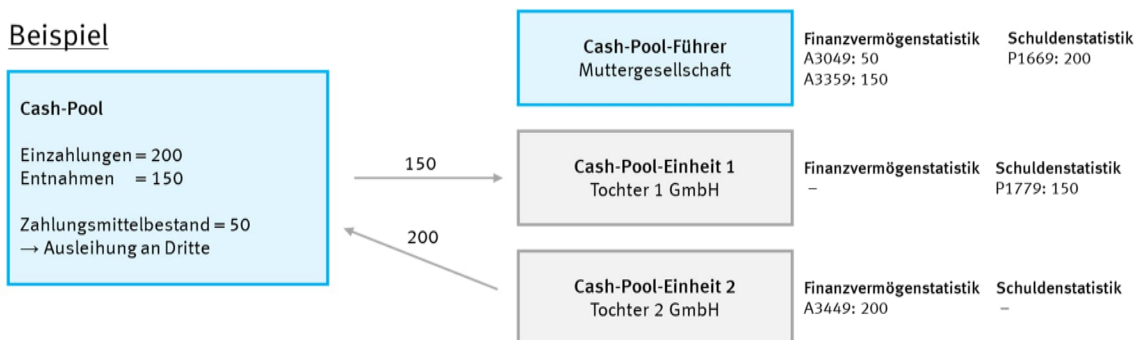 Beispiel
Cash-Pool
Einzahlungen = 200
Entnahmen = 150
Zahlungsmittelbestand = 50
→ Ausleihung an Dritte
150
200
Cash-Pool-Führer
Muttergesellschaft
Finanzvermögenstatistik Schuldenstatistik
A3049: 50 P1669: 200
A3359: 150
Cash-Pool-Einheit 1
Tochter 1 GmbH
Finanzvermögenstatistik Schuldenstatistik
– P1779: 150
Cash-Pool-Einheit 2
Tochter 2 GmbH
Finanzvermögenstatistik Schuldenstatistik
A3449: 200 –